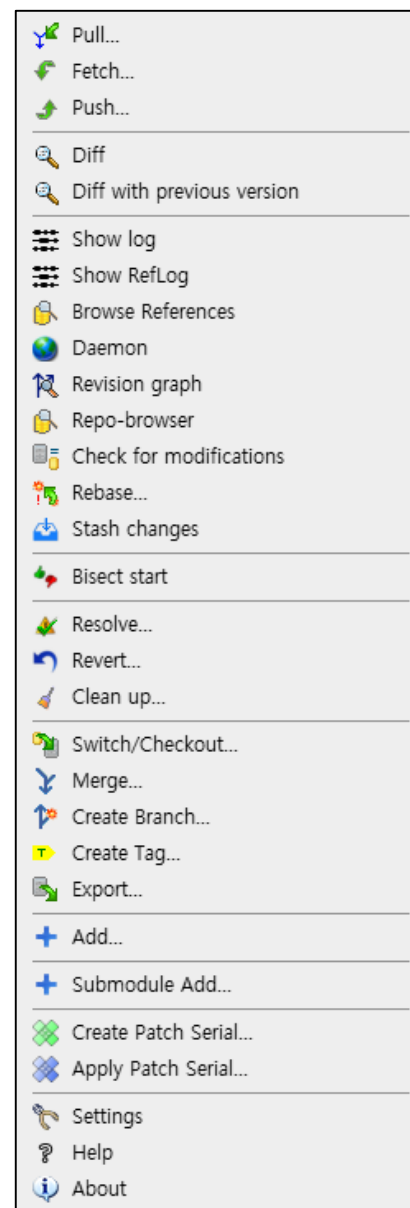 Pull...
Fetch...
Push...
Diff
Diff with previous version
Show log
Show RefLog
Browse References
Daemon
Revision graph
Repo-browser
Check for modifications
Rebase...
Stash changes
Bisect start
Resolve...
Revert...
Clean up...
Switch/Checkout...
Merge...
Create Branch...
Create Tag...
Export...
Add...
Submodule Add...
Create Patch Serial...
Apply Patch Serial...
Settings
Help
About